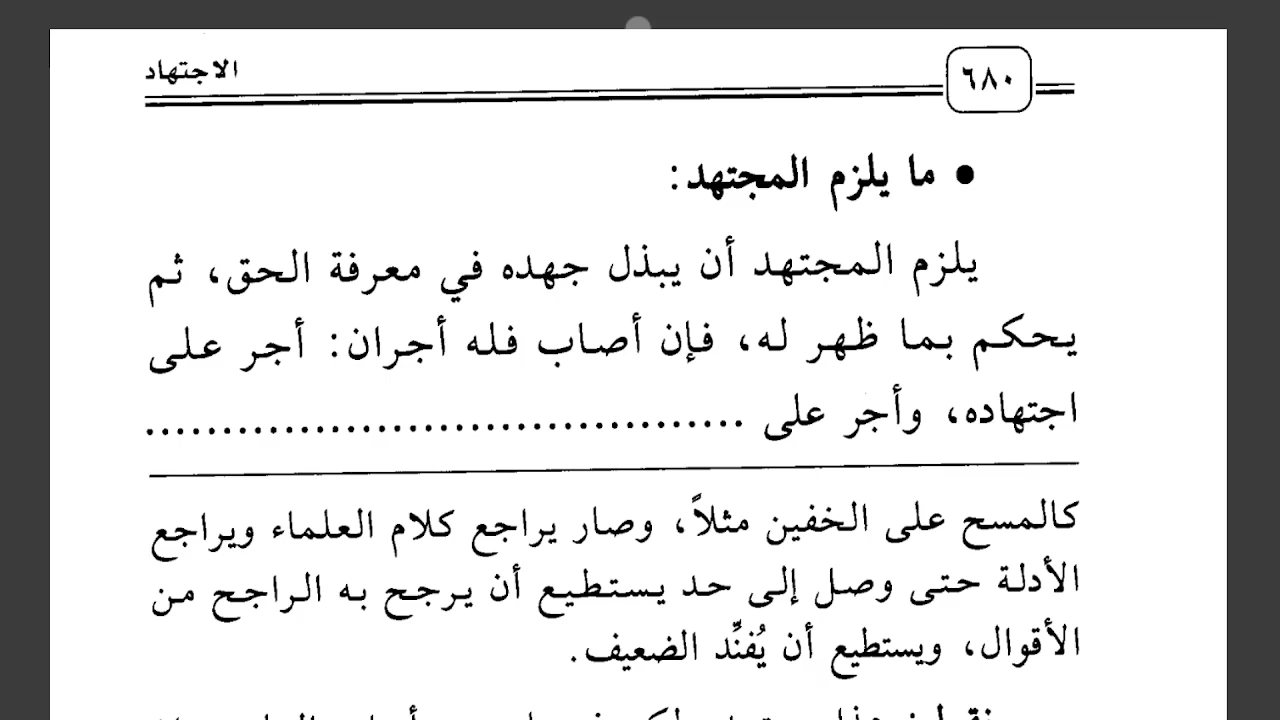 ٦٨٠
الاجتهاد
• ما يلزم المجتهد:
يلزم المجتهد أن يبذل جهده في معرفة الحق، ثم
يحكم بما ظهر له، فإن أصاب فله أجران: أجر على
اجتهاده، وأجر على ......................................
كالمسح على الخفين مثلاً، وصار يراجع كلام العلماء ويراجع
الأدلة حتى وصل إلى حد يستطيع أن يرجح به الراجح من
الأقوال، ويستطيع أن يُفنِّد الضعيف.